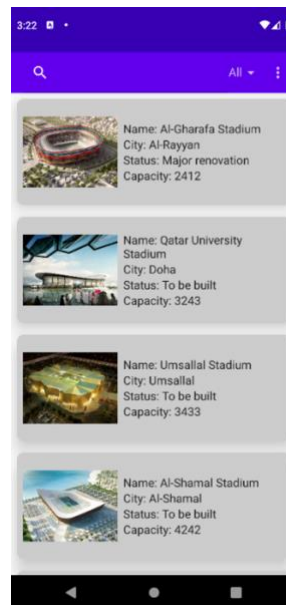 3:22
All
Name: Al-Gharafa Stadium
City: Al-Rayyan
Status: Major renovation
Capacity: 2412
Name: Qatar University
Stadium
City: Doha
Status: To be built
Capacity: 3243
Name: Umsallal Stadium
City: Umsallal
Status: To be built
Capacity: 3433
Name: Al-Shamal Stadium
City: Al-Shamal
Status: To be built
Capacity: 4242